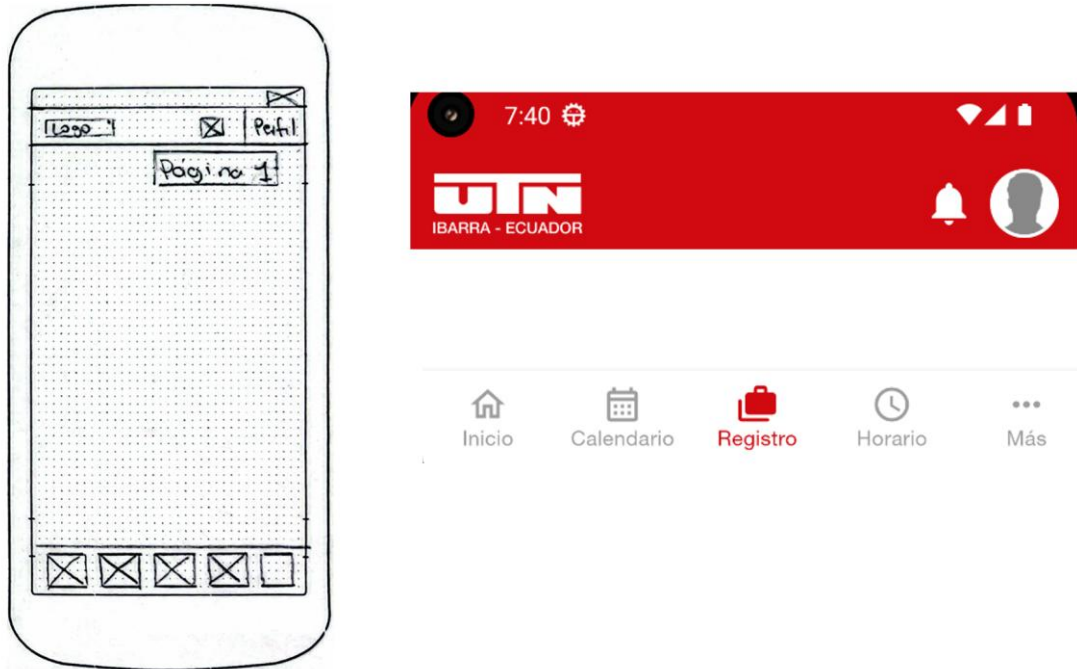 Logo
Perfil
Página 1
7:40
UTN
IBARRA - ECUADOR
Inicio
Calendario
Registro
Horario
Más